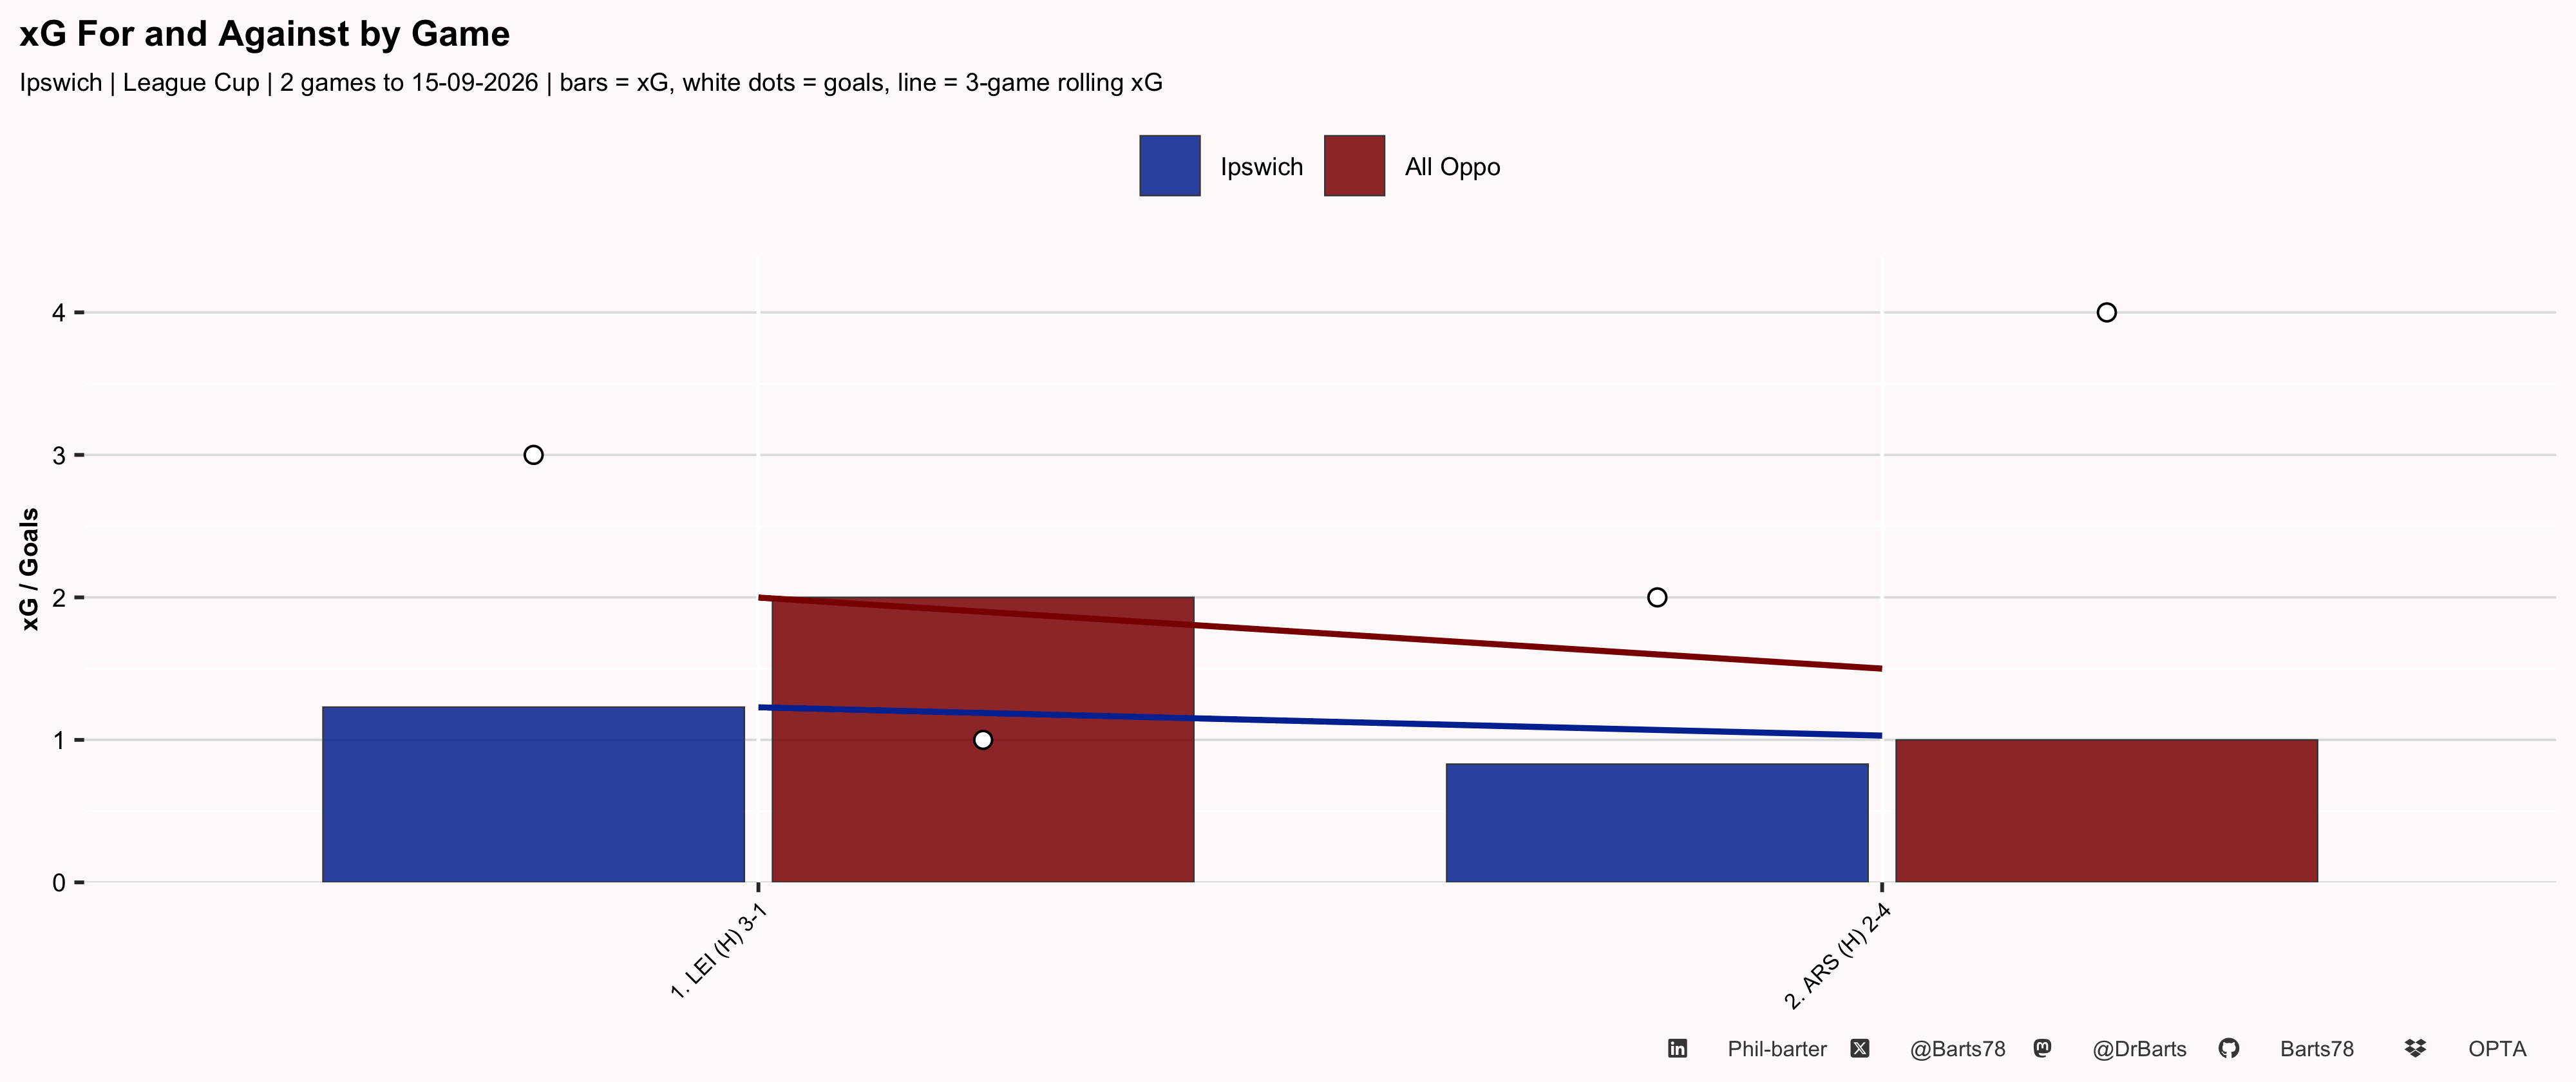 xG For and Against by Game
Ipswich | League Cup | 2 games to 15-09-2026 | bars = xG, white dots = goals, line = 3-game rolling xG
Ipswich
All Oppo
xG / Goals
4
3
2
1
0
1. LEI (H) 3-1
2. ARS (H) 2-4
Phil-barter @Barts78 @DrBarts Barts78 OPTA